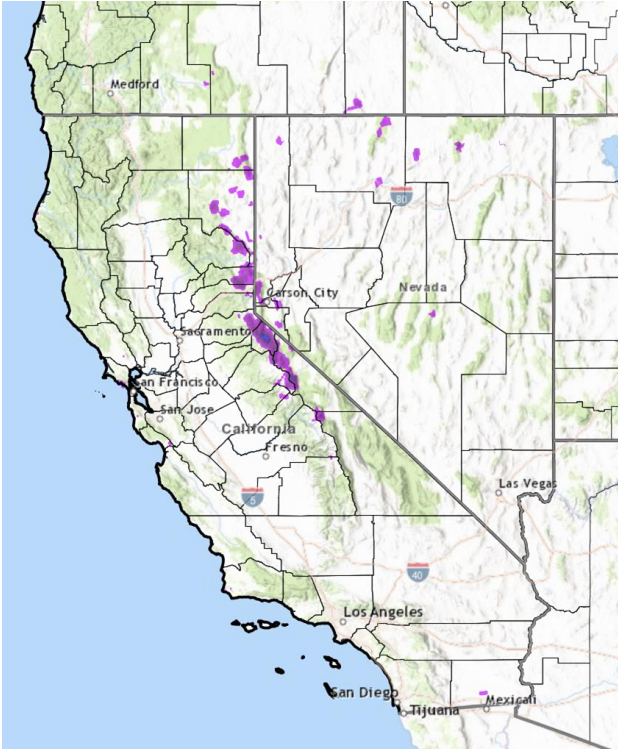 Medford
80
Carson City
Nevada
Sacramento
San Francisco
San Jose
California
Fresno
5
Las Vegas
40
Los Angeles
San Diego
Mexicali
Tijuana